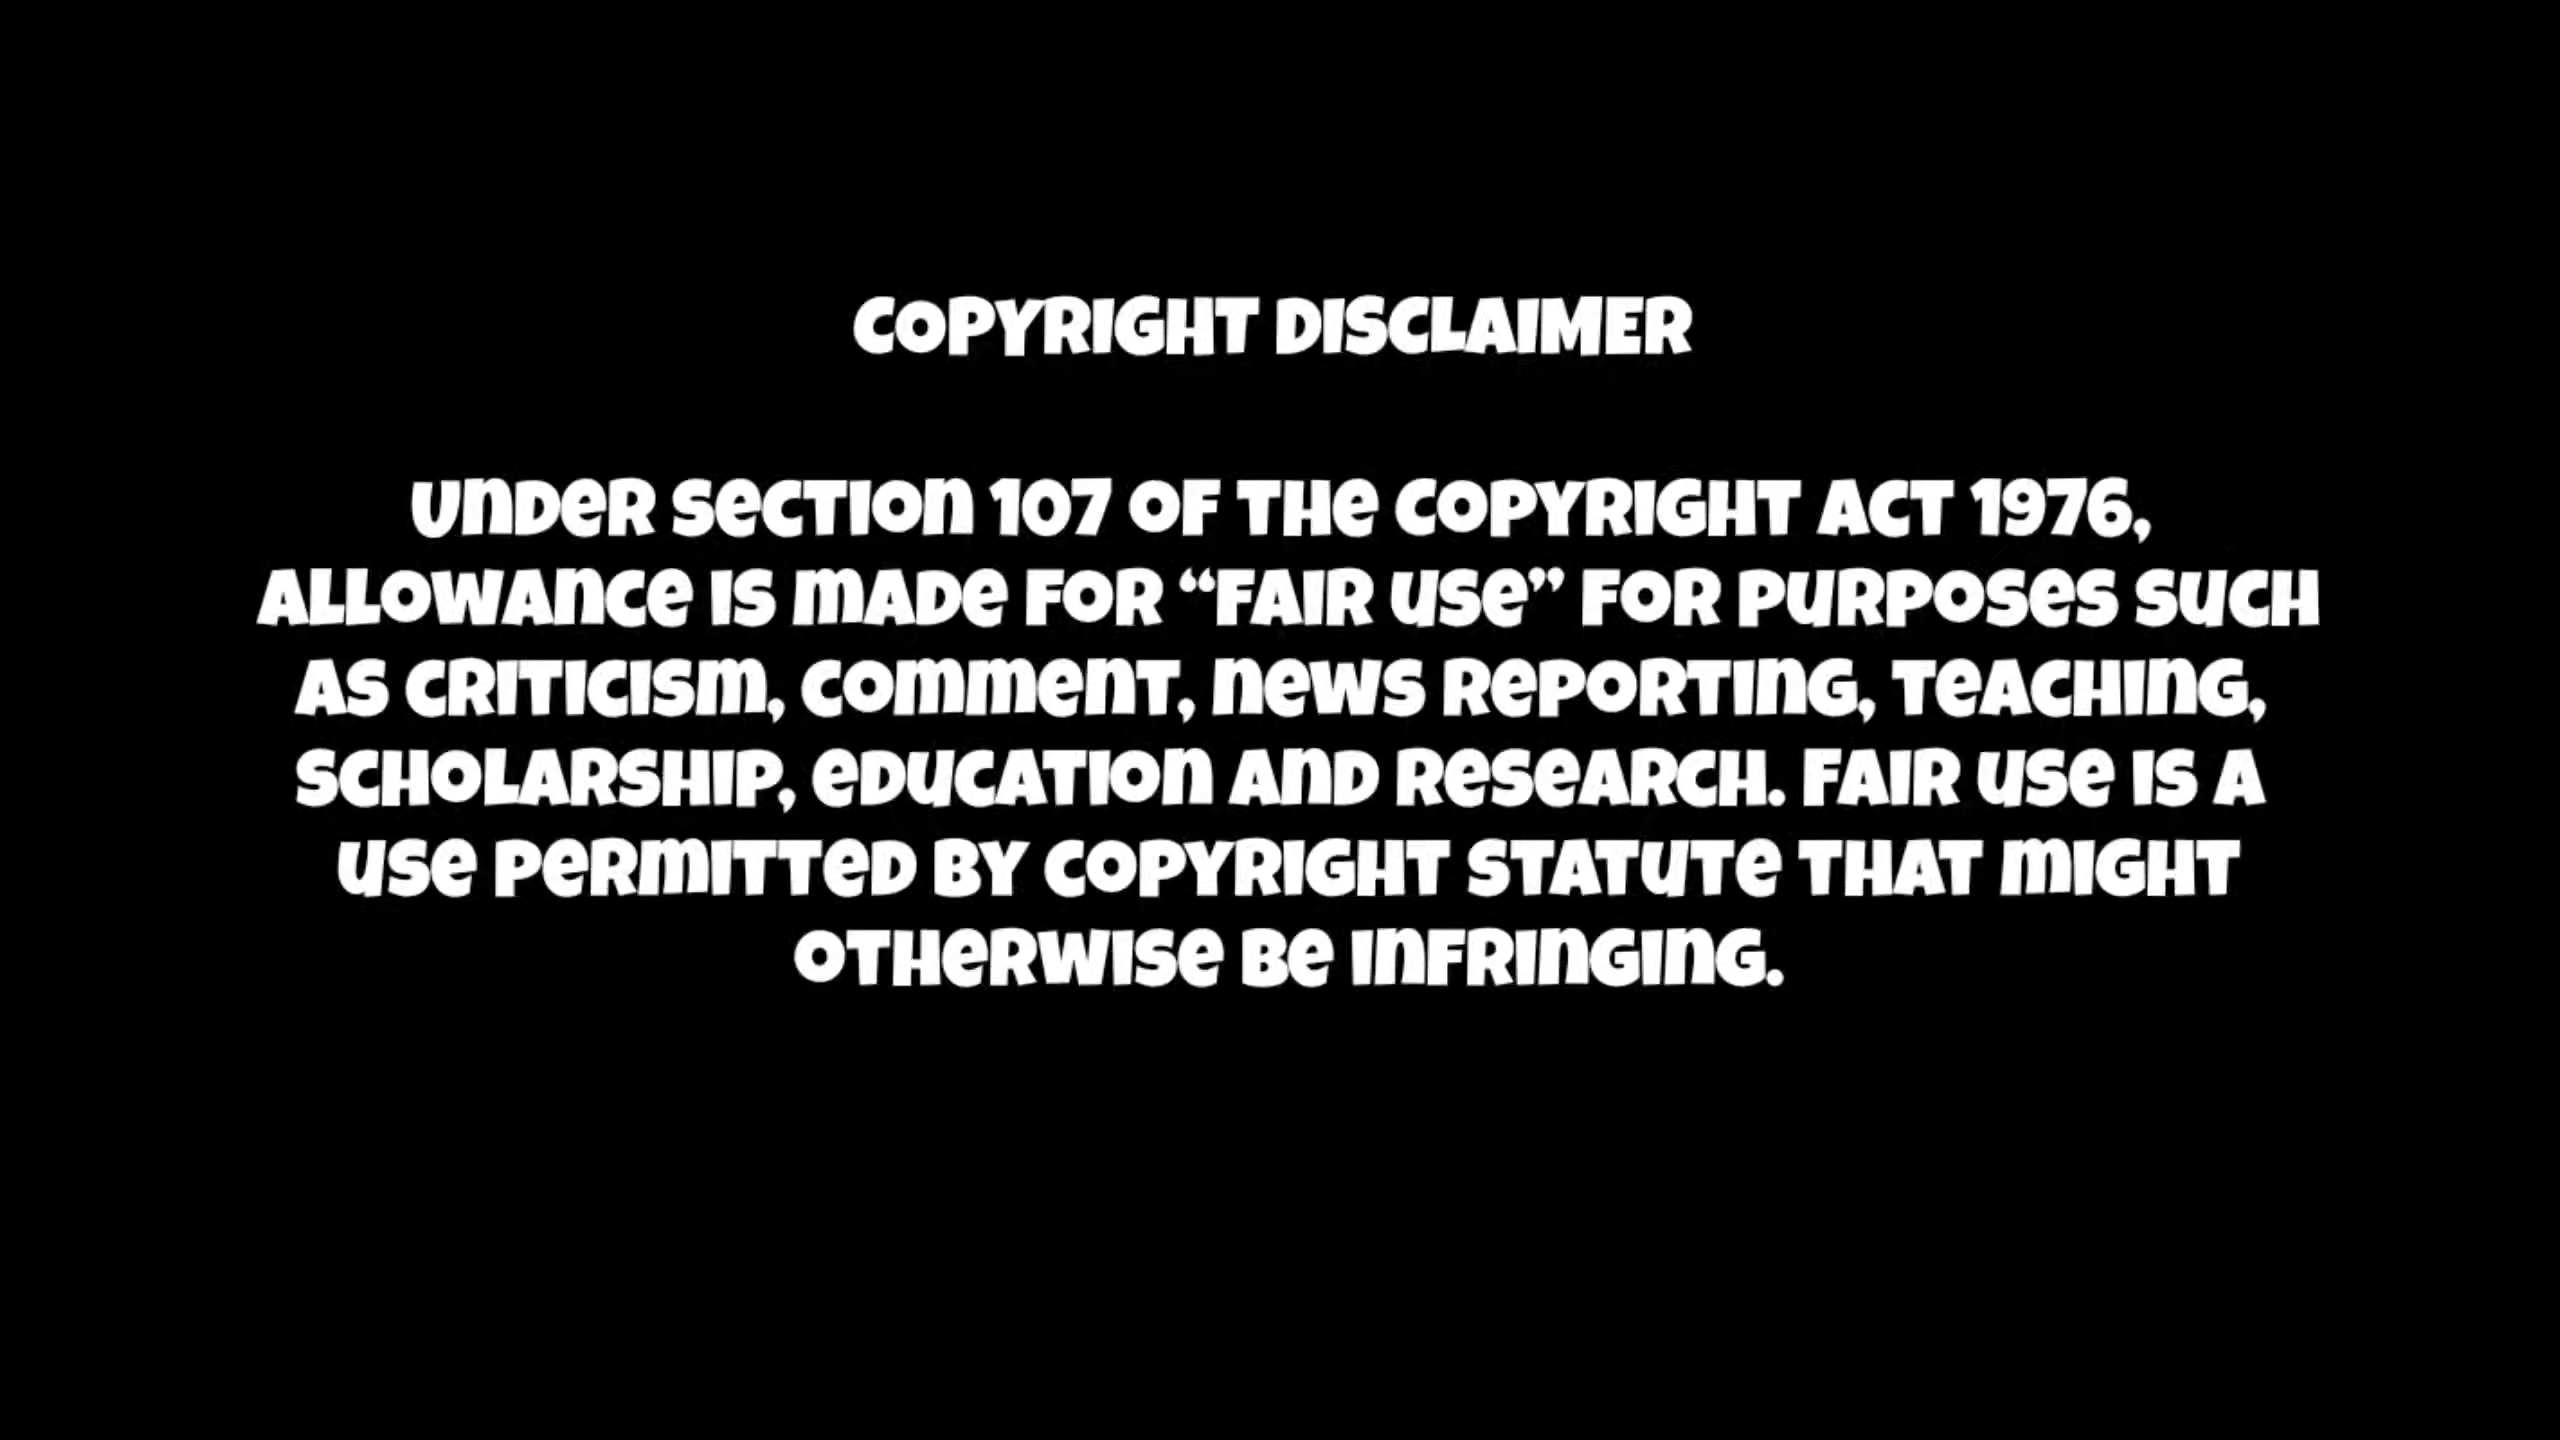 COPYRIGHT DISCLAIMER
UNDER SECTION 107 OF THE COPYRIGHT ACT 1976,
ALLOWANCE IS MADE FOR “FAIR USE” FOR PURPOSES SUCH
AS CRITICISM, COMMENT, NEWS REPORTING, TEACHING,
SCHOLARSHIP, EDUCATION AND RESEARCH. FAIR USE IS A
USE PERMITTED BY COPYRIGHT STATUTE THAT MIGHT
OTHERWISE BE INFRINGING.